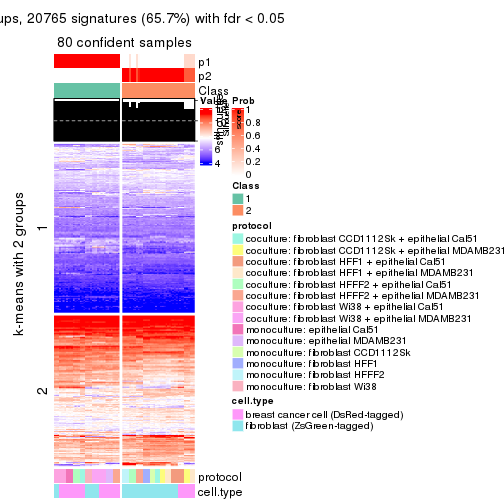 ups, 20765 signatures (65.7%) with fdr < 0.05
80 confident samples
p1
p2
Class
Value
Prob
1
0.8
0.6
0.4
0.2
0
6
4
Class
1
2
protocol
coculture: fibroblast CCD1112Sk + epithelial Cal51
coculture: fibroblast CCD1112Sk + epithelial MDAMB231
coculture: fibroblast HFF1 + epithelial Cal51
coculture: fibroblast HFF1 + epithelial MDAMB231
coculture: fibroblast HFFF2 + epithelial Cal51
coculture: fibroblast HFFF2 + epithelial MDAMB231
coculture: fibroblast Wi38 + epithelial Cal51
coculture: fibroblast Wi38 + epithelial MDAMB231
monoculture: epithelial Cal51
monoculture: epithelial MDAMB231
monoculture: fibroblast CCD1112Sk
monoculture: fibroblast HFF1
monoculture: fibroblast HFFF2
monoculture: fibroblast Wi38
cell.type
breast cancer cell (DsRed-tagged)
fibroblast (ZsGreen-tagged)
k-means with 2 groups
1
2
protocol
cell.type